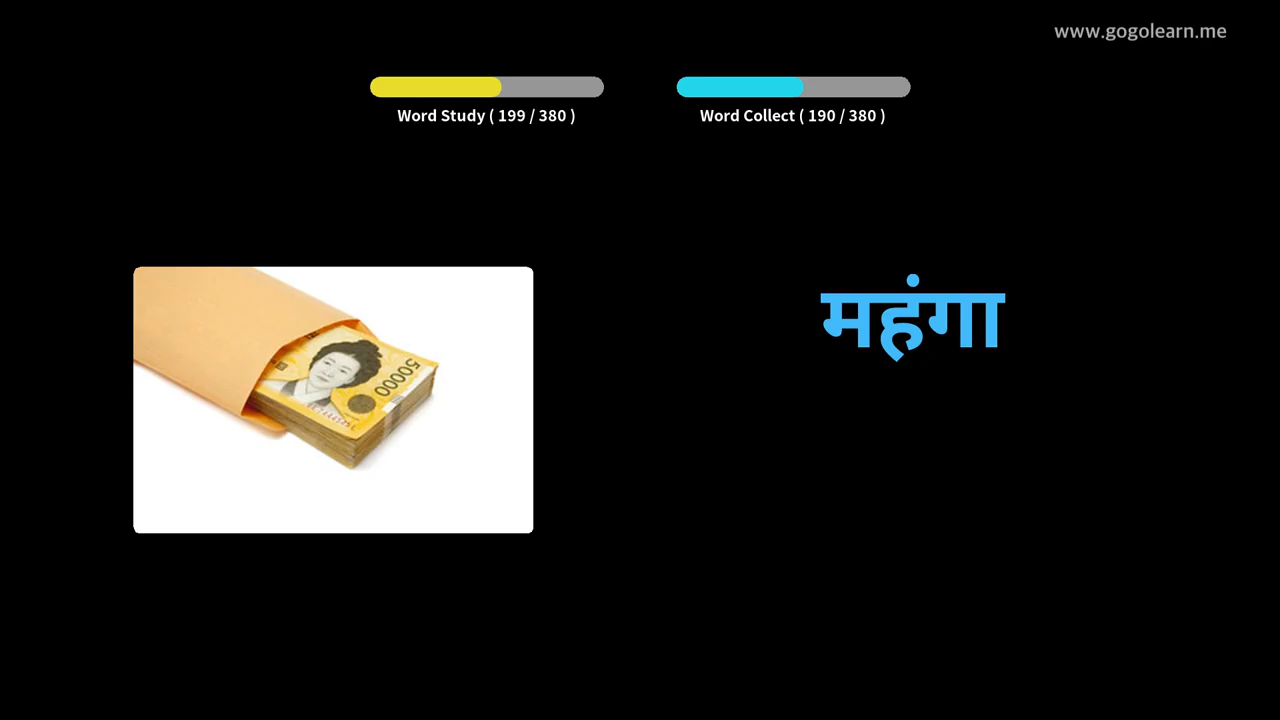 www.gogolearn.me
Word Study ( 199 / 380 )
Word Collect ( 190 / 380 )
महंगा
50000